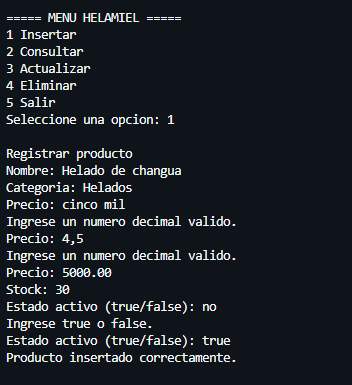 ===== MENU HELAMIEL =====
1 Insertar
2 Consultar
3 Actualizar
4 Eliminar
5 Salir
Seleccione una opcion: 1
Registrar producto
Nombre: Helado de changua
Categoria: Helados
Precio: cinco mil
Ingrese un numero decimal valido.
Precio: 4,5
Ingrese un numero decimal valido.
Precio: 5000.00
Stock: 30
Estado activo (true/false): no
Ingrese true o false.
Estado activo (true/false): true
Producto insertado correctamente.